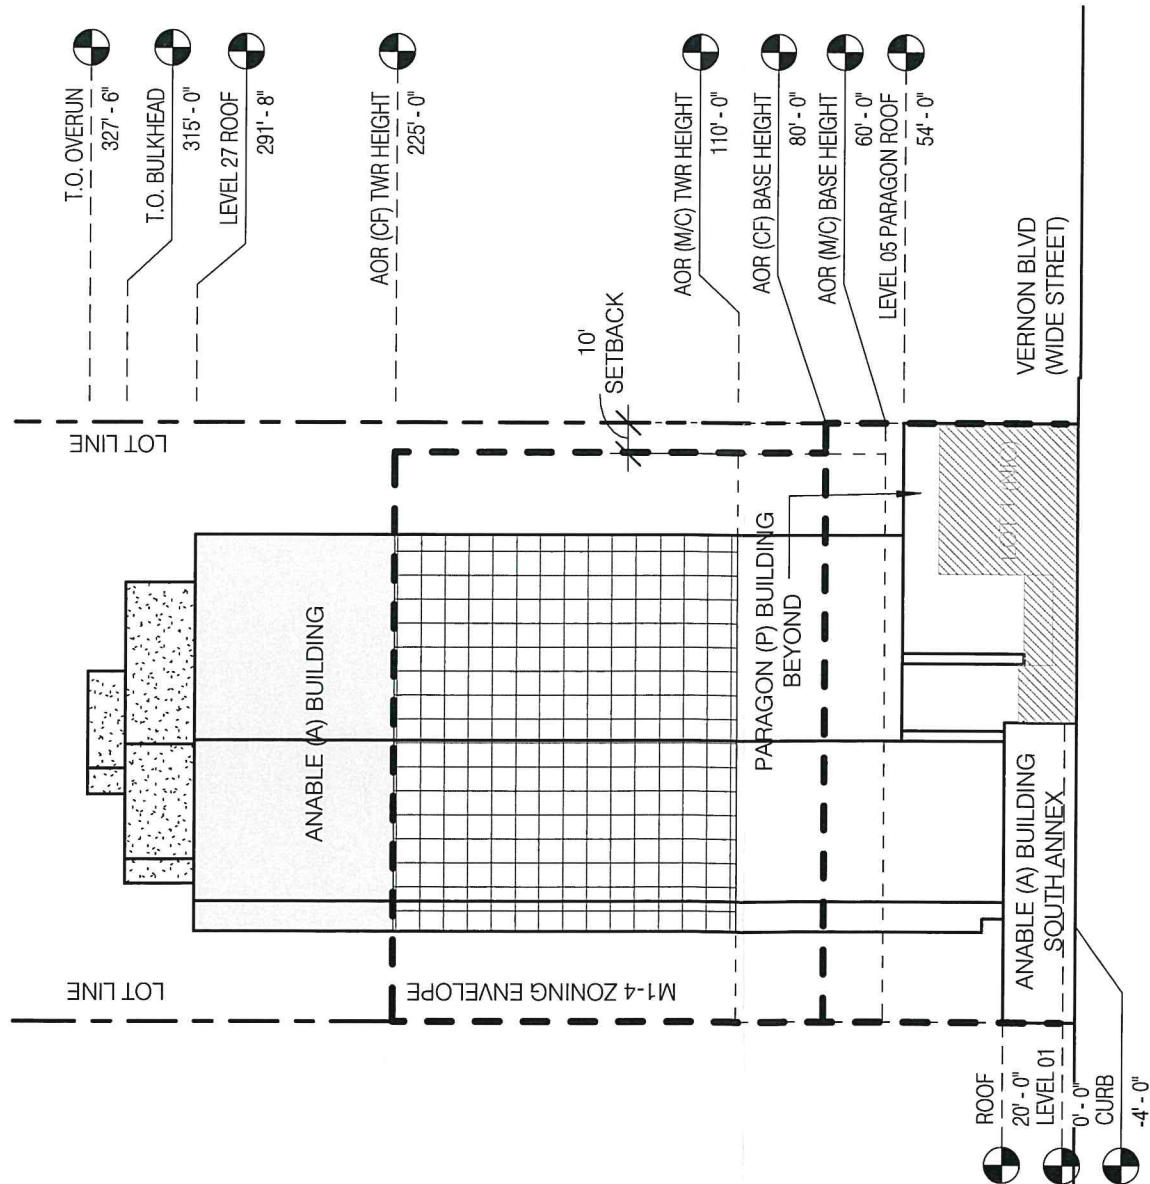 T.O. OVERUN
327' - 6"
T.O. BULKHEAD
315' - 0"
LEVEL 27 ROOF
291' - 8"
AOR (CF) TWR HEIGHT
225' - 0"
AOR (M/C) TWR HEIGHT
110' - 0"
AOR (CF) BASE HEIGHT
80' - 0"
AOR (M/C) BASE HEIGHT
60' - 0"
LEVEL 05 PARAGON ROOF
54' - 0"
VERNON BLVD
(WIDE STREET)
10'
SETBACK
LOT LINE
ANABLE (A) BUILDING
PARAGON (P) BUILDING
BEYOND
ANABLE (A) BUILDING
SOUTH ANNEX
LOT LINE
M1-4 ZONING ENVELOPE
ROOF
20' - 0"
LEVEL 01
0' - 0"
CURB
-4' - 0"